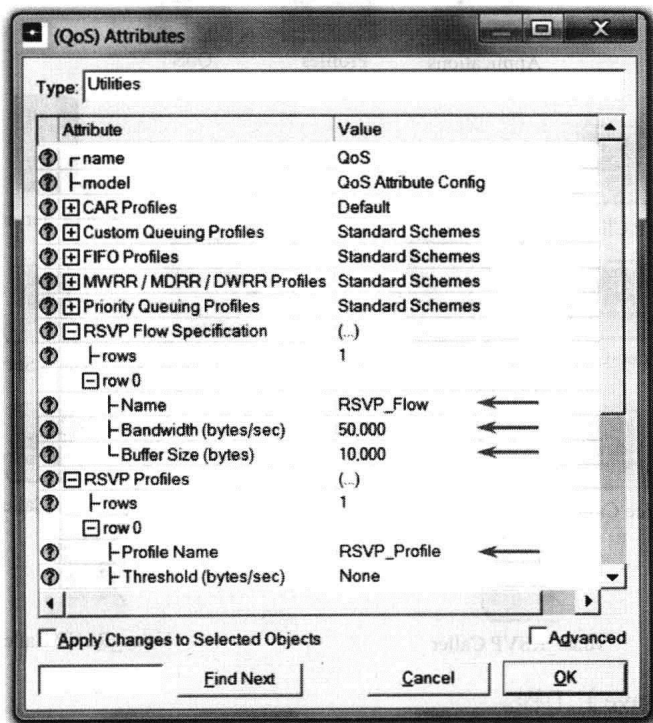 (QoS) Attributes
Type: Utilities
Attribute Value
name QoS
model QoS Attribute Config
CAR Profiles Default
Custom Queuing Profiles Standard Schemes
FIFO Profiles Standard Schemes
MWRR / MDRR / DWRR Profiles Standard Schemes
Priority Queuing Profiles Standard Schemes
RSVP Flow Specification (...)
rows 1
row 0
Name RSVP_Flow
Bandwidth (bytes/sec) 50,000
Buffer Size (bytes) 10,000
RSVP Profiles (...)
rows 1
row 0
Profile Name RSVP_Profile
Threshold (bytes/sec) None
Apply Changes to Selected Objects Advanced
Find Next Cancel OK